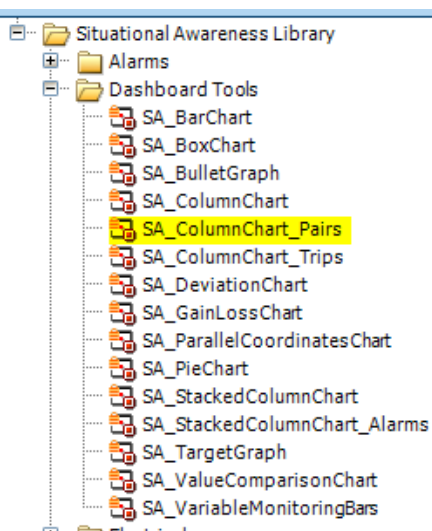 Situational Awareness Library
Alarms
Dashboard Tools
SA_BarChart
SA_BoxChart
SA_BulletGraph
SA_ColumnChart
SA_ColumnChart_Pairs
SA_ColumnChart_Trips
SA_DeviationChart
SA_GainLossChart
SA_ParallelCoordinatesChart
SA_PieChart
SA_StackedColumnChart
SA_StackedColumnChart_Alarms
SA_TargetGraph
SA_ValueComparisonChart
SA_VariableMonitoringBars